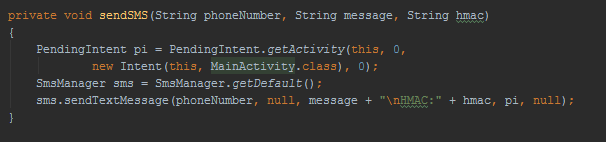 private void sendSMS(String phoneNumber, String message, String hmac)
{
PendingIntent pi = PendingIntent.getActivity(this, 0,
new Intent(this, MainActivity.class), 0);
SmsManager sms = SmsManager.getDefault();
sms.sendTextMessage(phoneNumber, null, message + "\nHMAC:" + hmac, pi, null);
}